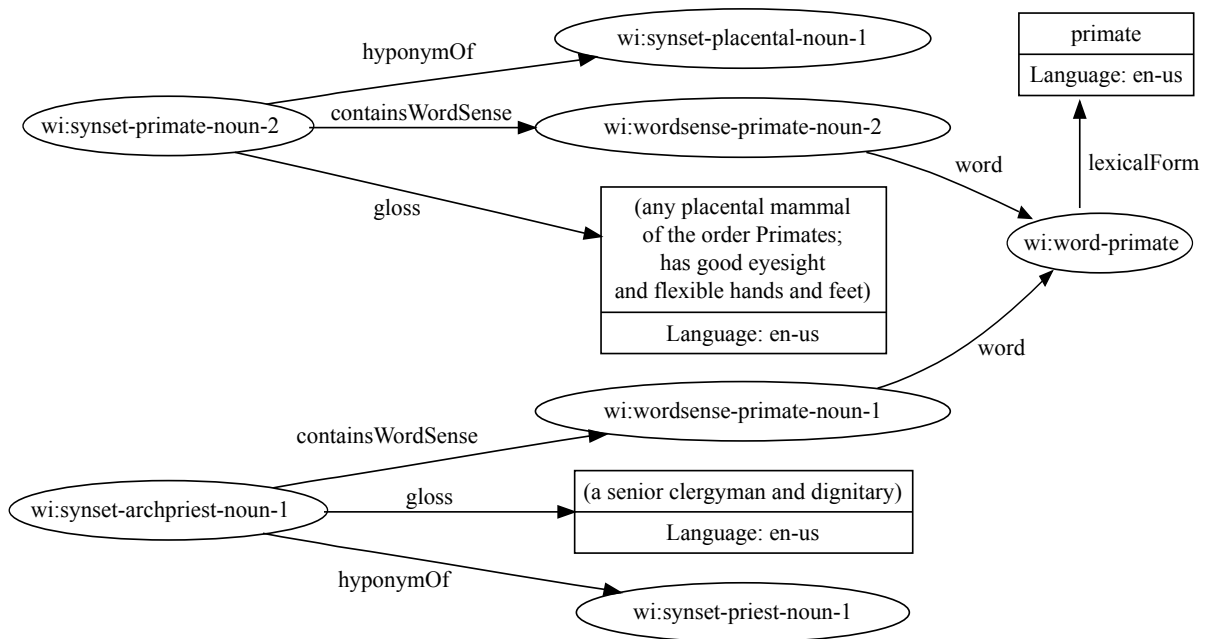 wi:synset-placental-noun-1
primate
Language: en-us
hyponymOf
wi:synset-primate-noun-2
containsWordSense
wi:wordsense-primate-noun-2
word
lexicalForm
gloss
(any placental mammal
of the order Primates;
has good eyesight
and flexible hands and feet)
Language: en-us
wi:word-primate
word
wi:wordsense-primate-noun-1
containsWordSense
wi:synset-archpriest-noun-1
gloss
(a senior clergyman and dignitary)
Language: en-us
hyponymOf
wi:synset-priest-noun-1